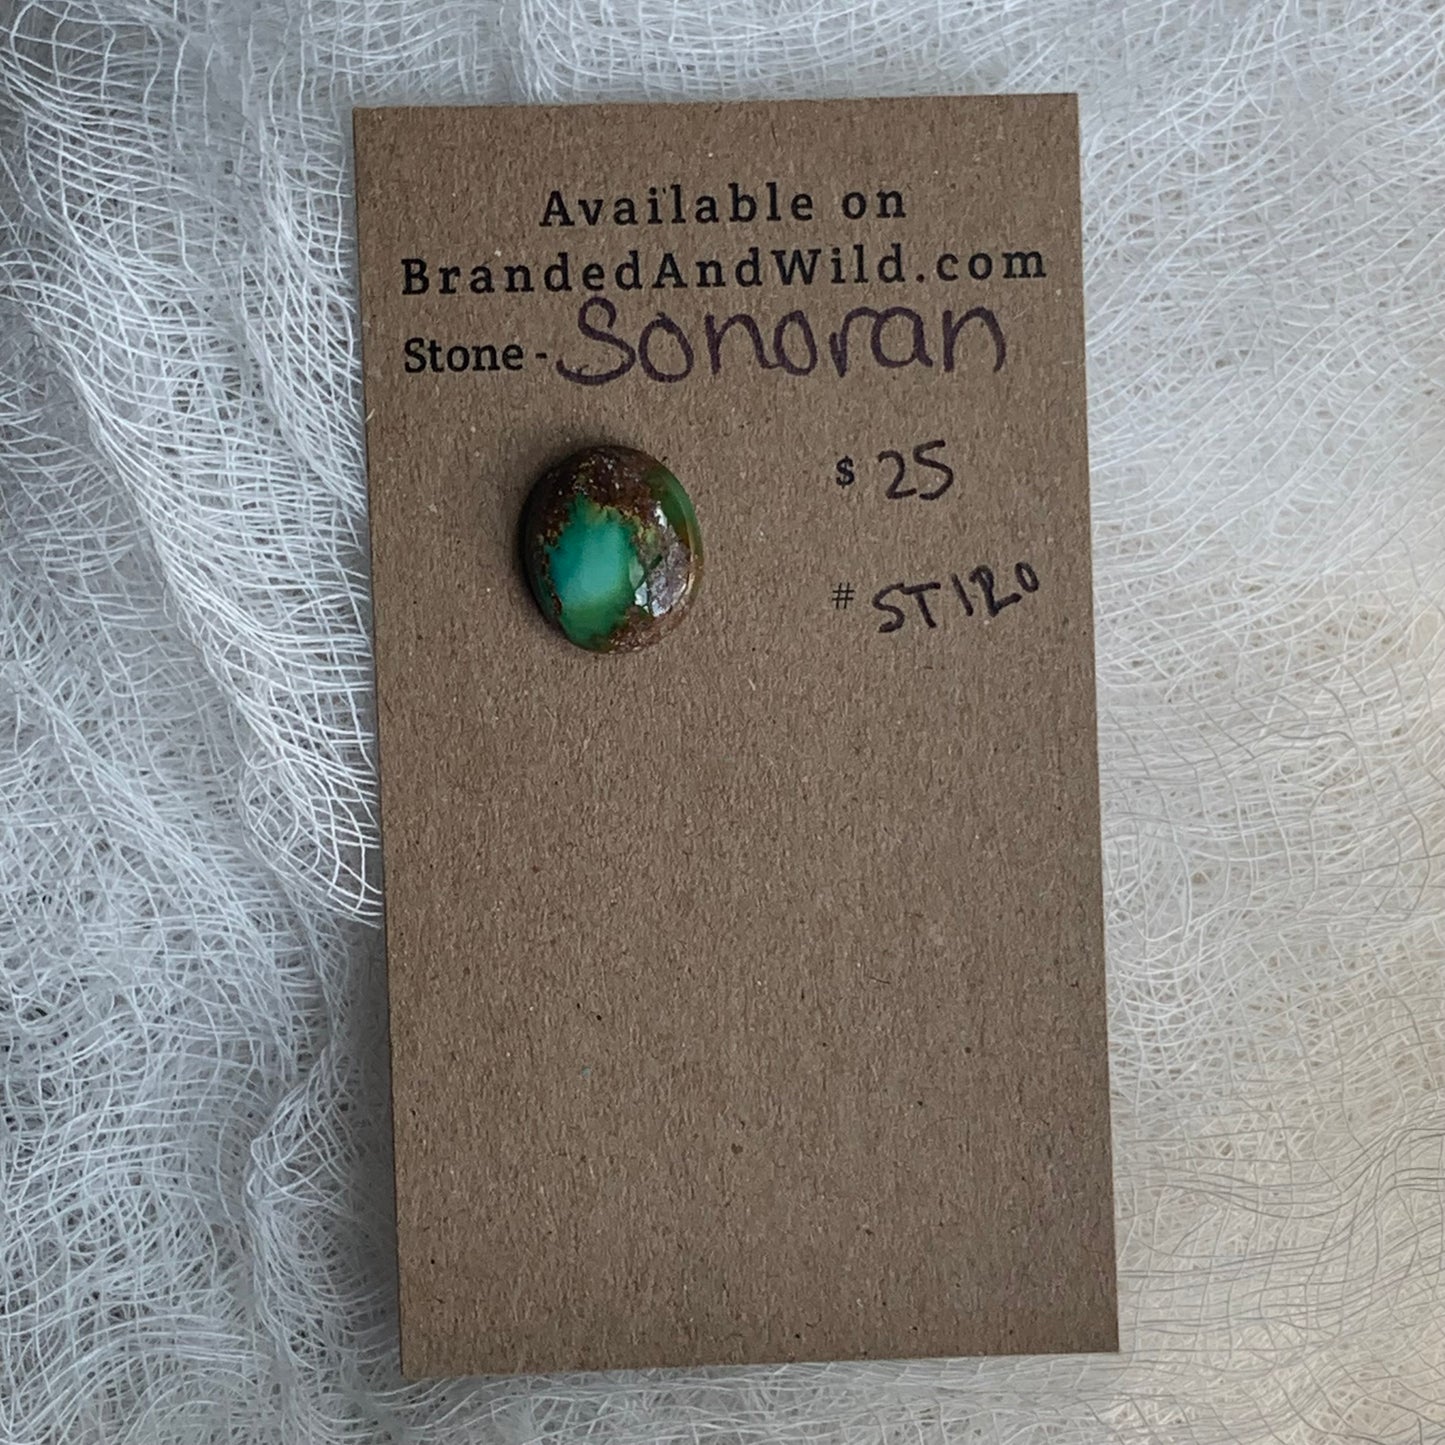 Available on
BrandedAndWild.com
Stone - Sonoran
$ 25
# ST120